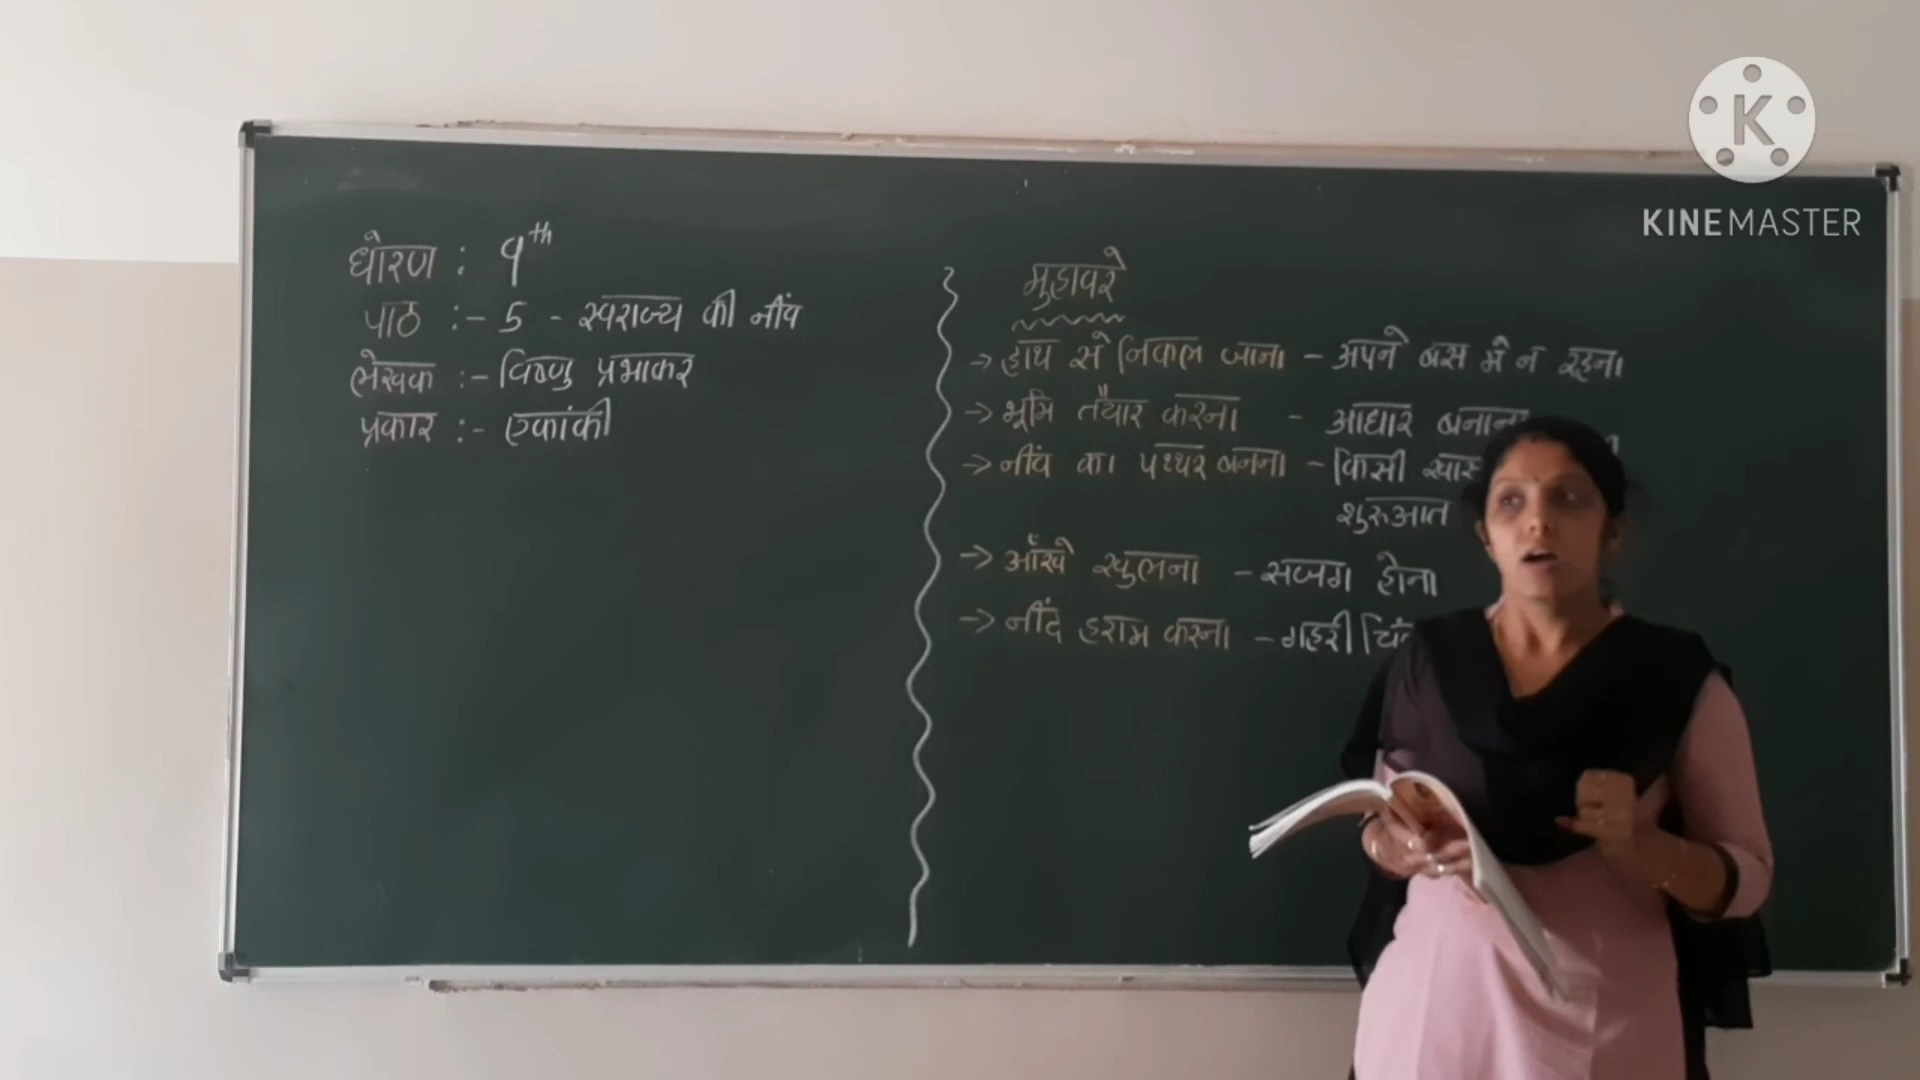 धोरण : 9th
पाठ :- 5 - स्वराज्य की नींव
लेखक :- विष्णु प्रभाकर
प्रकार :- एकांकी
मुहावरे
→ हाथ से निकल जाना - अपने बस में न रहना
→ भूमि तैयार करना - आधार बनाना
→ नींव का पथ्थर बनना - किसी
शुरुआत
→ आँखे खुलना - सजग होना
→ नींद हराम करना - गहरी
K
KINEMASTER